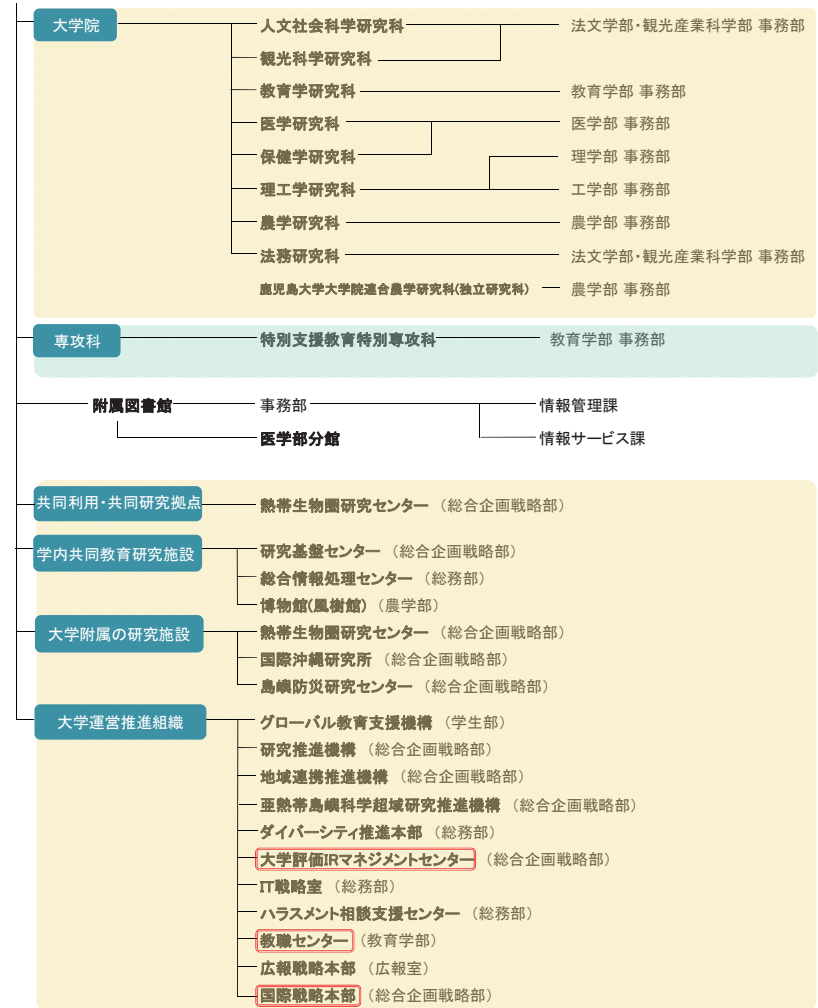 大学院 人文社会科学研究科 法文学部・観光産業科学部 事務部
観光科学研究科
教育学研究科 教育学部 事務部
医学研究科 医学部 事務部
保健学研究科 理学部 事務部
理工学研究科 工学部 事務部
農学研究科 農学部 事務部
法務研究科 法文学部・観光産業科学部 事務部
鹿児島大学大学院連合農学研究科(独立研究科) 農学部 事務部
専攻科 特別支援教育特別専攻科 教育学部 事務部
附属図書館 事務部 情報管理課
医学部分館 情報サービス課
共同利用・共同研究拠点 熱帯生物圏研究センター （総合企画戦略部）
学内共同教育研究施設 研究基盤センター （総合企画戦略部）
総合情報処理センター （総務部）
博物館(風樹館) （農学部）
大学附属の研究施設 熱帯生物圏研究センター （総合企画戦略部）
国際沖縄研究所 （総合企画戦略部）
島嶼防災研究センター （総合企画戦略部）
大学運営推進組織 グローバル教育支援機構 （学生部）
研究推進機構 （総合企画戦略部）
地域連携推進機構 （総合企画戦略部）
亜熱帯島嶼科学超域研究推進機構 （総合企画戦略部）
ダイバーシティ推進本部 （総務部）
大学評価IRマネジメントセンター （総合企画戦略部）
IT戦略室 （総務部）
ハラスメント相談支援センター （総務部）
教職センター （教育学部）
広報戦略本部 （広報室）
国際戦略本部 （総合企画戦略部）